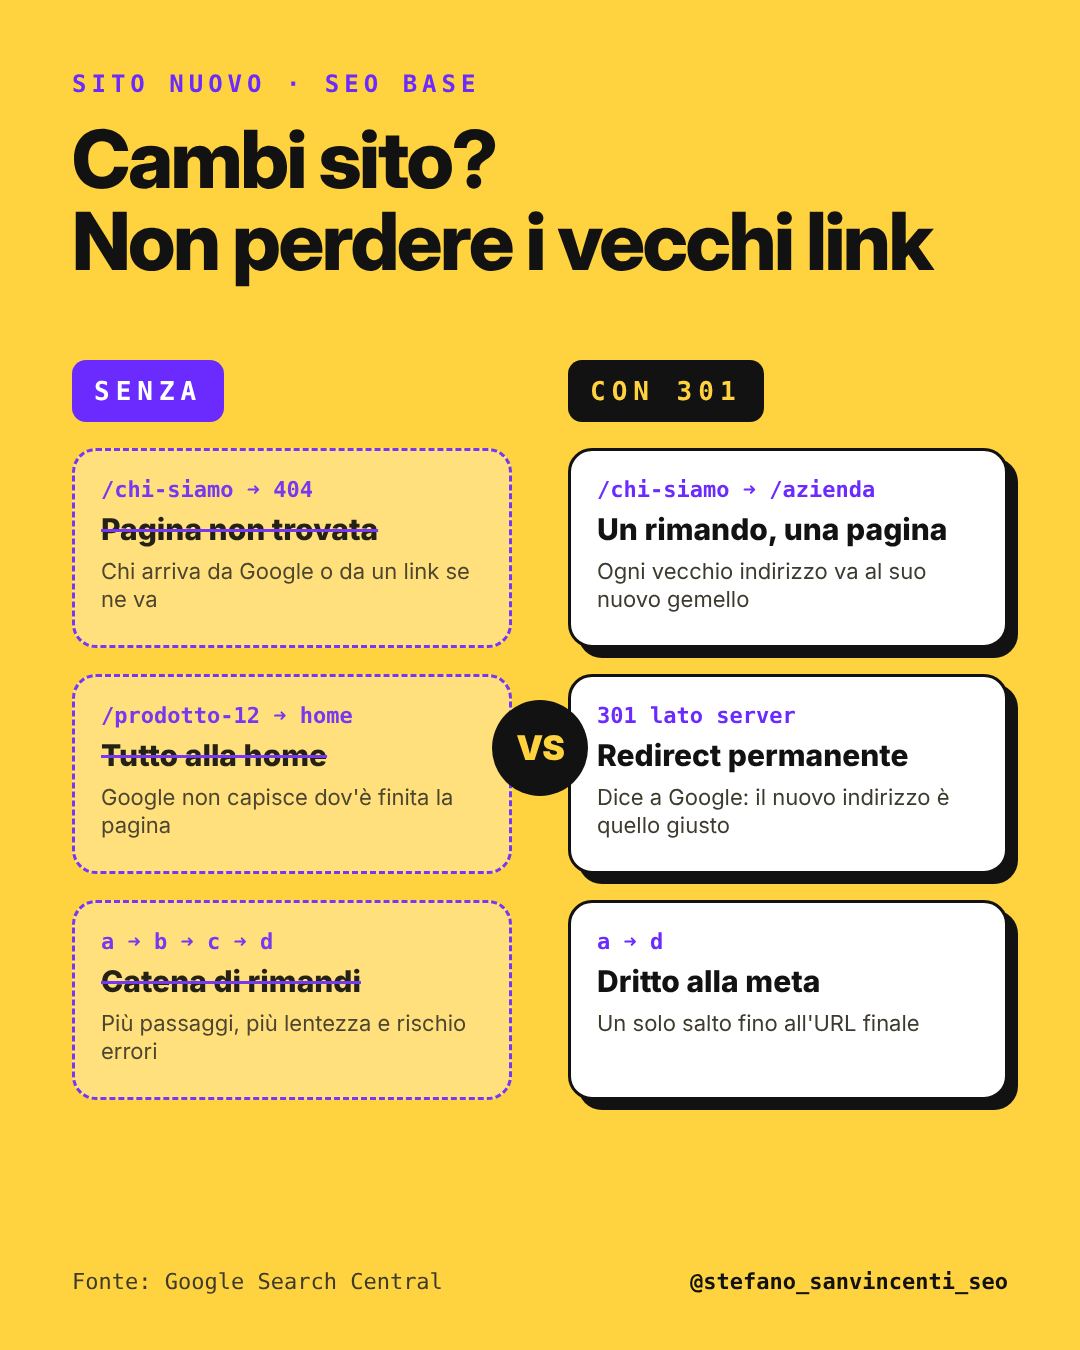 SITO NUOVO · SEO BASE
Cambi sito?
Non perdere i vecchi link
SENZA
/chi-siamo → 404
Pagina non trovata
Chi arriva da Google o da un link se
ne va
/prodotto-12 → home
Tutto alla home
Google non capisce dov'è finita la
pagina
a → b → c → d
Catena di rimandi
Più passaggi, più lentezza e rischio
errori
VS
CON 301
/chi-siamo → /azienda
Un rimando, una pagina
Ogni vecchio indirizzo va al suo
nuovo gemello
301 lato server
Redirect permanente
Dice a Google: il nuovo indirizzo è
quello giusto
a → d
Dritto alla meta
Un solo salto fino all'URL finale
Fonte: Google Search Central
@stefano_sanvincenti_seo